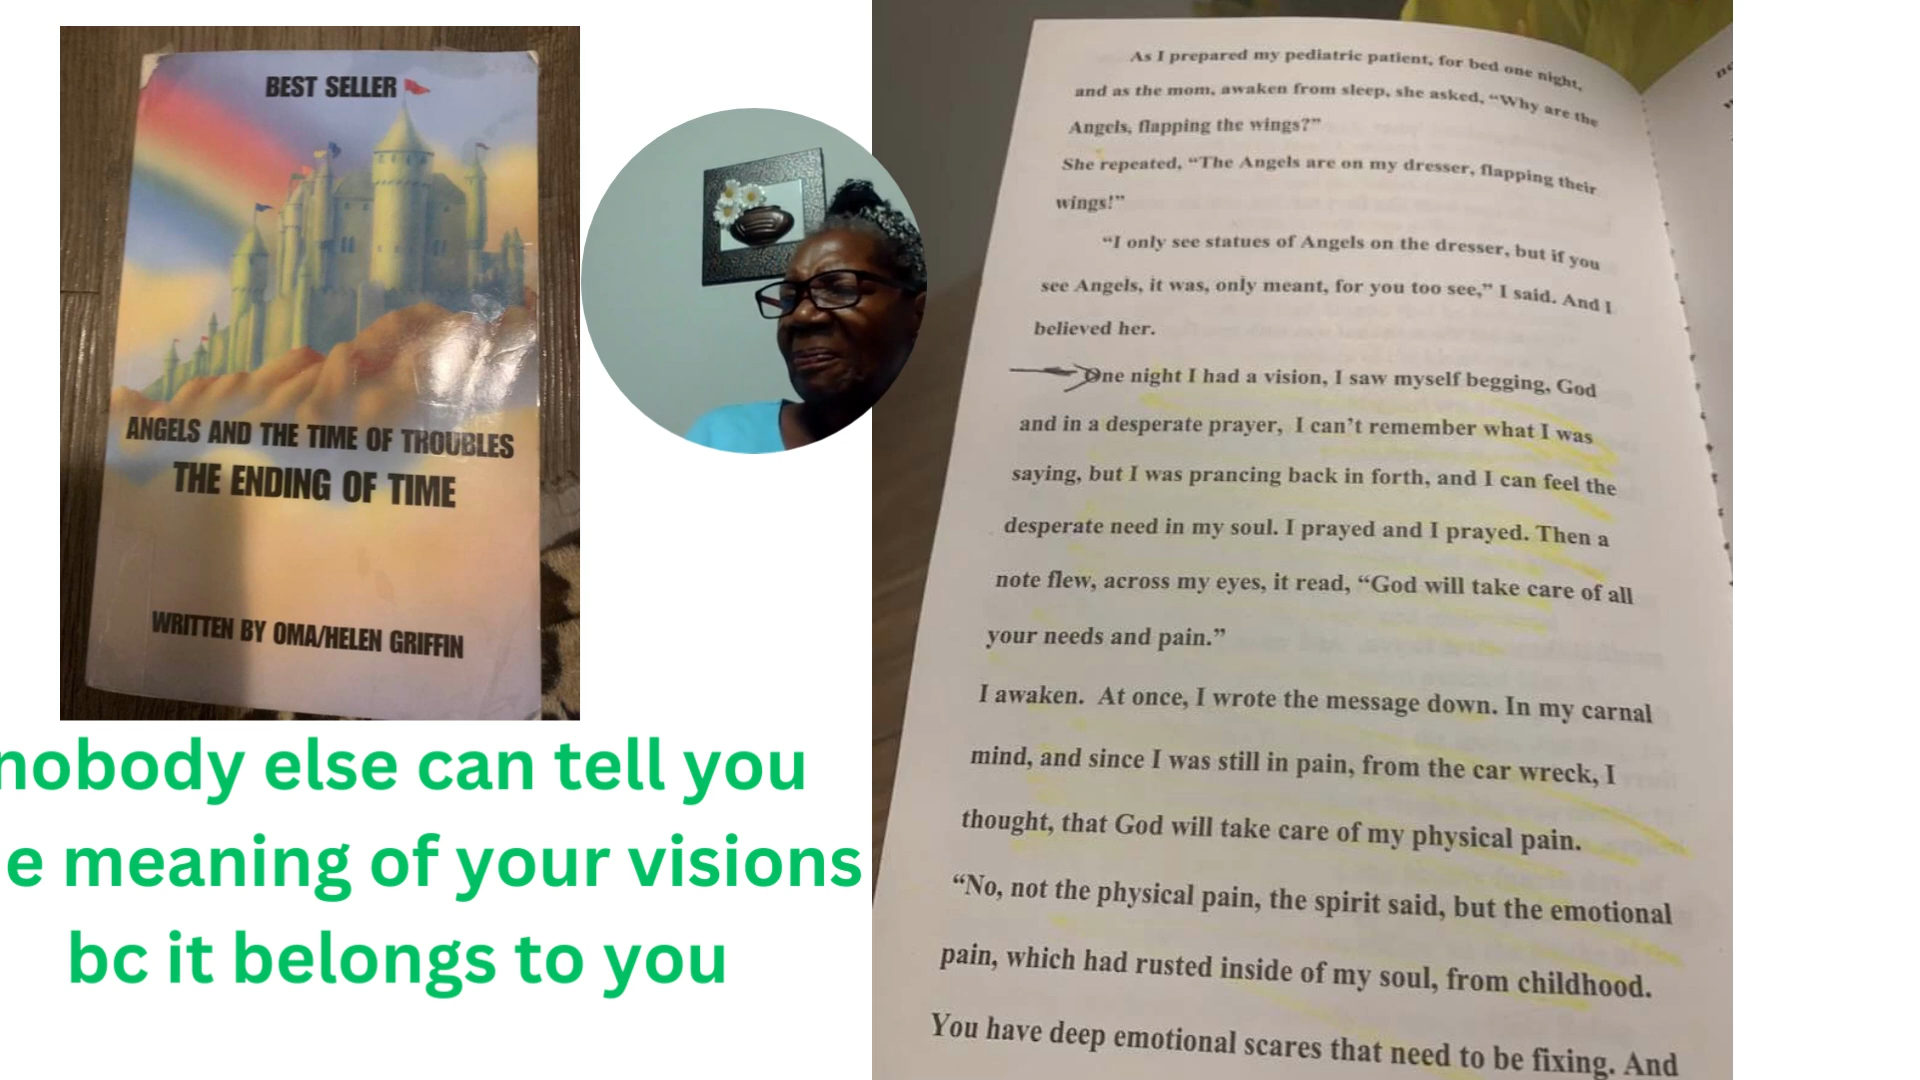 BEST SELLER
ANGELS AND THE TIME OF TROUBLES
THE ENDING OF TIME
WRITTEN BY OMA/HELEN GRIFFIN
nobody else can tell you
e meaning of your visions
bc it belongs to you
As I prepared my pediatric patient, for bed one night,
and as the mom, awaken from sleep, she asked, “Why are the
Angels, flapping the wings?”
She repeated, “The Angels are on my dresser, flapping their
wings!”
“I only see statues of Angels on the dresser, but if you
see Angels, it was, only meant, for you too see,” I said. And I
believed her.
One night I had a vision, I saw myself begging, God
and in a desperate prayer, I can’t remember what I was
saying, but I was prancing back in forth, and I can feel the
desperate need in my soul. I prayed and I prayed. Then a
note flew, across my eyes, it read, “God will take care of all
your needs and pain.”
I awaken. At once, I wrote the message down. In my carnal
mind, and since I was still in pain, from the car wreck, I
thought, that God will take care of my physical pain.
“No, not the physical pain, the spirit said, but the emotional
pain, which had rusted inside of my soul, from childhood.
You have deep emotional scares that need to be fixing. And